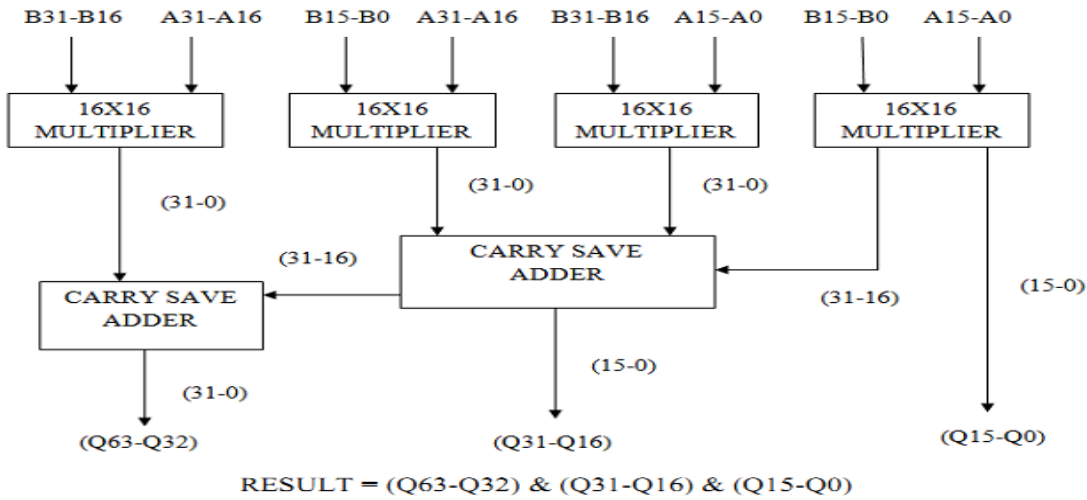 B31-B16 A31-A16 B15-B0 A31-A16 B31-B16 A15-A0 B15-B0 A15-A0
16X16 16X16 16X16 16X16
MULTIPLIER MULTIPLIER MULTIPLIER MULTIPLIER
(31-0) (31-0) (31-0)
CARRY SAVE
ADDER
(31-16) (31-16) (15-0)
CARRY SAVE
ADDER
(31-0) (15-0)
(Q63-Q32) (Q31-Q16) (Q15-Q0)
RESULT = (Q63-Q32) & (Q31-Q16) & (Q15-Q0)